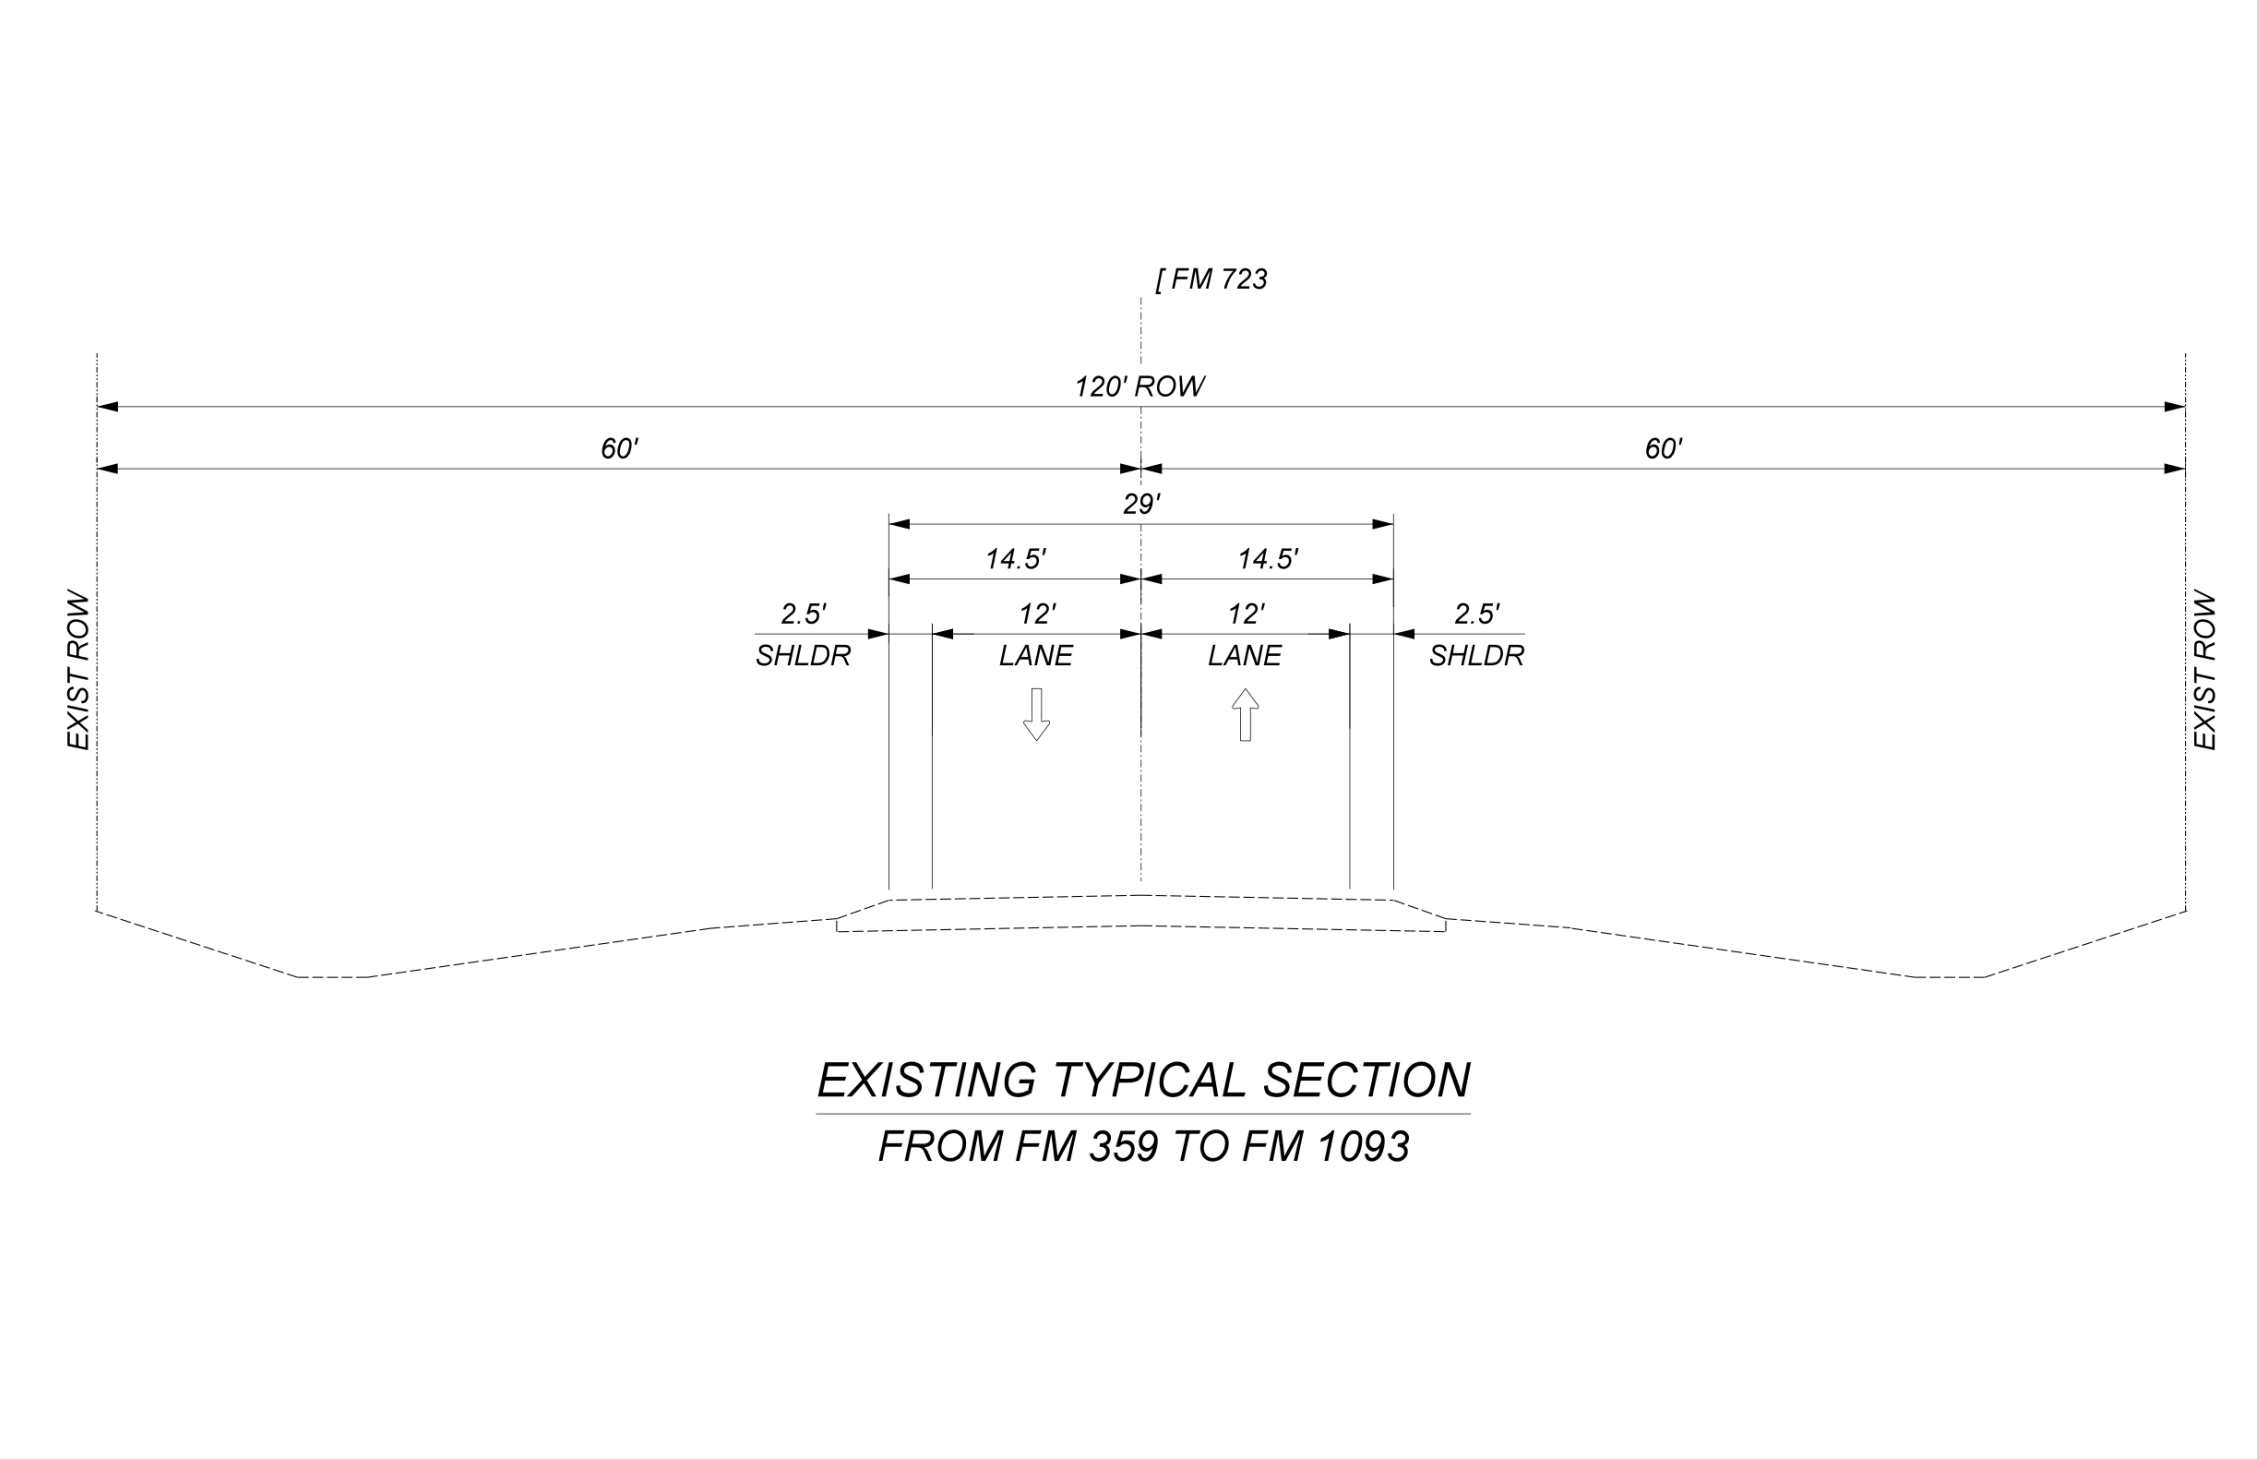 [ FM 723
120' ROW
60' 60'
29'
14.5' 14.5'
2.5' 12' 12' 2.5'
SHLDR LANE LANE SHLDR
EXIST ROW EXIST ROW
EXISTING TYPICAL SECTION
FROM FM 359 TO FM 1093